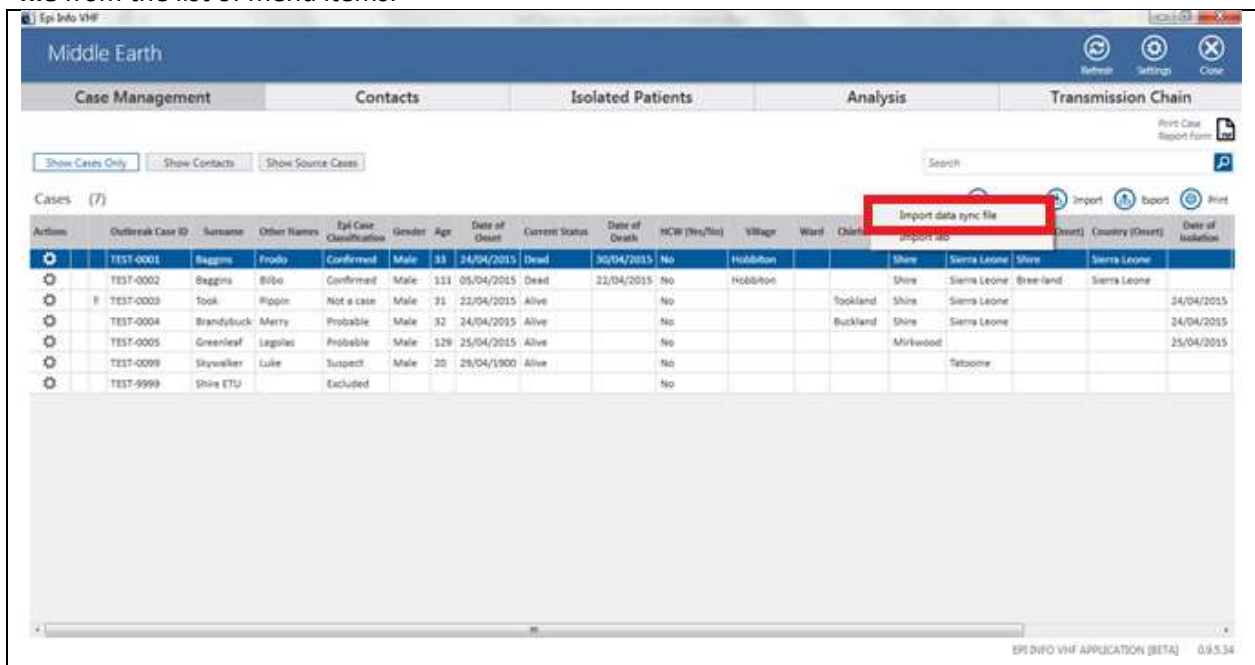 file from the list of menu items.
Epi Info VHF
Middle Earth
Refresh Settings Close
Case Management Contacts Isolated Patients Analysis Transmission Chain
Print Case
Report Form
Show Cases Only Show Contacts Show Source Cases Search
Cases (7) Import Export Print
Import data sync file
Import lab
Actions Outbreak Case ID Surname Other Names Epi Case Classification Gender Age Date of Onset Current Status Date of Death HCW (Yes/No) Village Ward Country (Onset) Date of Isolation
TEST-0001 Baggins Frodo Confirmed Male 33 24/04/2015 Dead 30/04/2015 No Hobbiton Shire Sierra Leone Shire Sierra Leone
TEST-0002 Baggins Bilbo Confirmed Male 111 05/04/2015 Dead 22/04/2015 No Hobbiton Shire Sierra Leone Bree-land Sierra Leone
! TEST-0003 Took Pippin Not a case Male 31 22/04/2015 Alive No Tookland Shire Sierra Leone 24/04/2015
TEST-0004 Brandybuck Merry Probable Male 32 24/04/2015 Alive No Buckland Shire Sierra Leone 24/04/2015
TEST-0005 Greenleaf Legolas Probable Male 129 25/04/2015 Alive No Mirkwood 25/04/2015
TEST-0099 Skywalker Luke Suspect Male 20 29/04/1900 Alive No Tatooine
TEST-9999 Shire ETU Excluded No
EPI INFO VHF APPLICATION [BETA] 0.9.5.34